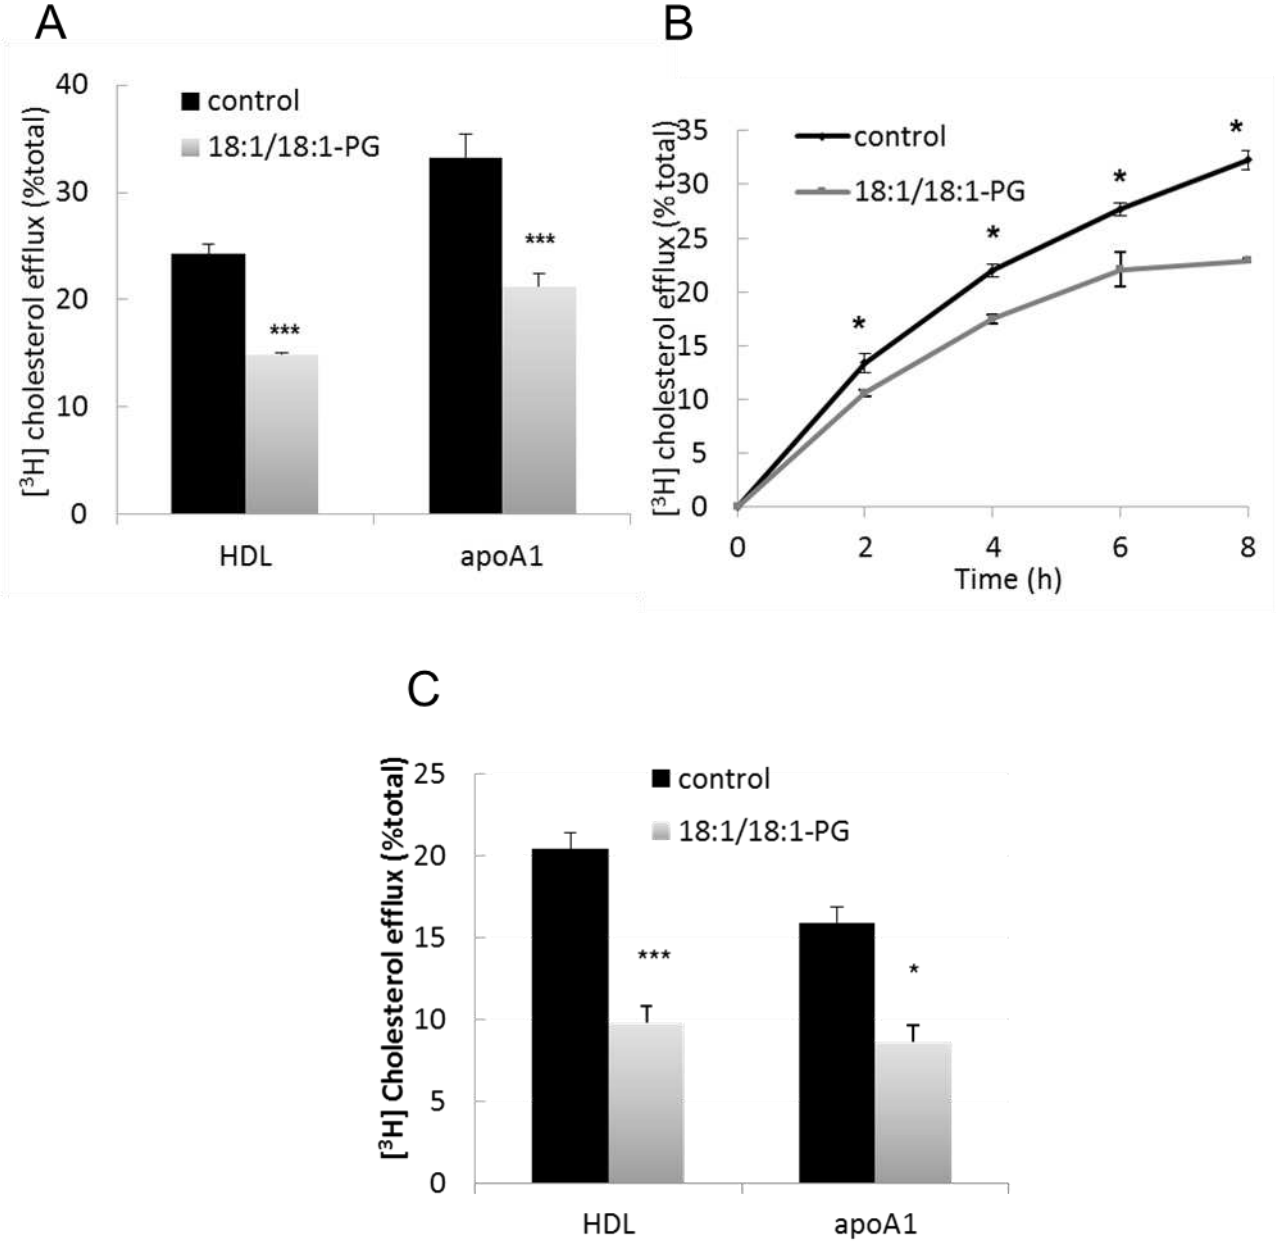 A
[³H] cholesterol efflux (%total)
40
30
20
10
0
control
18:1/18:1-PG
***
***
HDL
apoA1
B
[³H] cholesterol efflux (% total)
35
30
25
20
15
10
5
0
control
18:1/18:1-PG
*
*
*
*
0 2 4 6 8
Time (h)
C
[³H] Cholesterol efflux (%total)
25
20
15
10
5
0
control
18:1/18:1-PG
***
*
HDL
apoA1